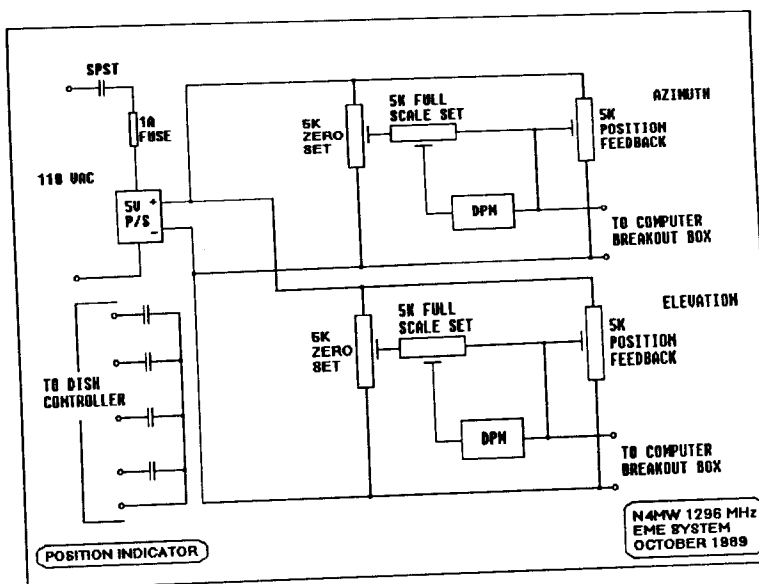 SPST
1A
FUSE
110 VAC
5V
P/S
+
−
5K
ZERO
SET
5K FULL
SCALE SET
DPM
AZIMUTH
5K
POSITION
FEEDBACK
TO COMPUTER
BREAKOUT BOX
5K
ZERO
SET
5K FULL
SCALE SET
DPM
ELEVATION
5K
POSITION
FEEDBACK
TO COMPUTER
BREAKOUT BOX
TO DISH
CONTROLLER
POSITION INDICATOR
N4MW 1296 MHz
EME SYSTEM
OCTOBER 1989